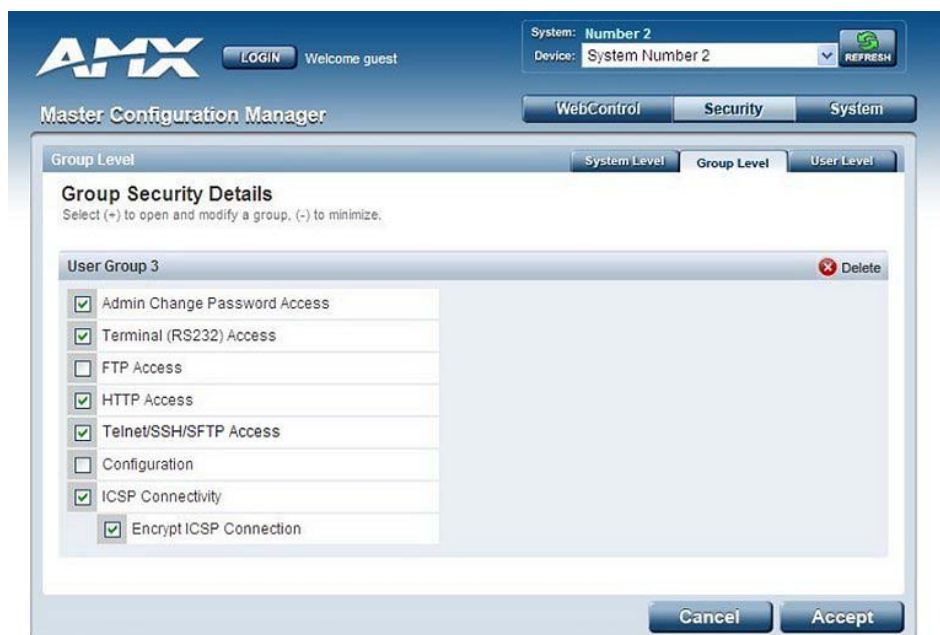 AMX
LOGIN Welcome guest
System: Number 2
Device: System Number 2
REFRESH
Master Configuration Manager
WebControl Security System
Group Level
System Level Group Level User Level
Group Security Details
Select (+) to open and modify a group, (-) to minimize.
User Group 3
Delete
Admin Change Password Access
Terminal (RS232) Access
FTP Access
HTTP Access
Telnet/SSH/SFTP Access
Configuration
ICSP Connectivity
Encrypt ICSP Connection
Cancel Accept